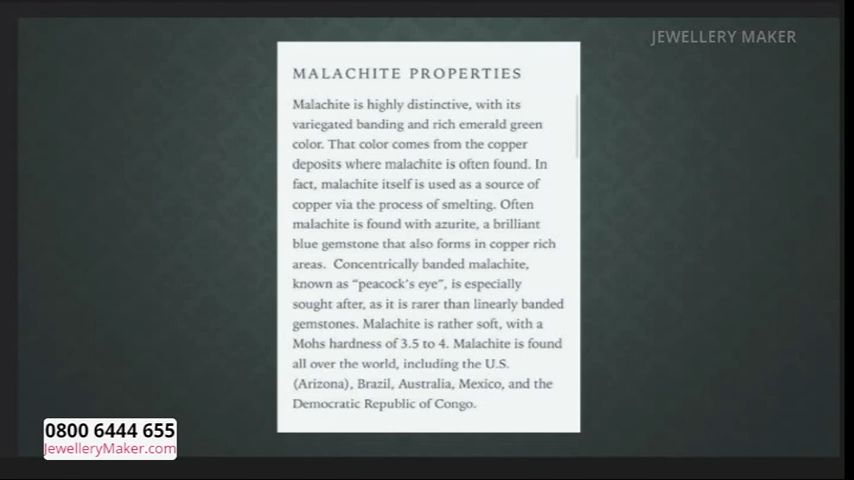 JEWELLERY MAKER
MALACHITE PROPERTIES
Malachite is highly distinctive, with its
variegated banding and rich emerald green
color. That color comes from the copper
deposits where malachite is often found. In
fact, malachite itself is used as a source of
copper via the process of smelting. Often
malachite is found with azurite, a brilliant
blue gemstone that also forms in copper rich
areas. Concentrically banded malachite,
known as “peacock's eye”, is especially
sought after, as it is rarer than linearly banded
gemstones. Malachite is rather soft, with a
Mohs hardness of 3.5 to 4. Malachite is found
all over the world, including the U.S.
(Arizona), Brazil, Australia, Mexico, and the
Democratic Republic of Congo.
0800 6444 655
JewelleryMaker.com